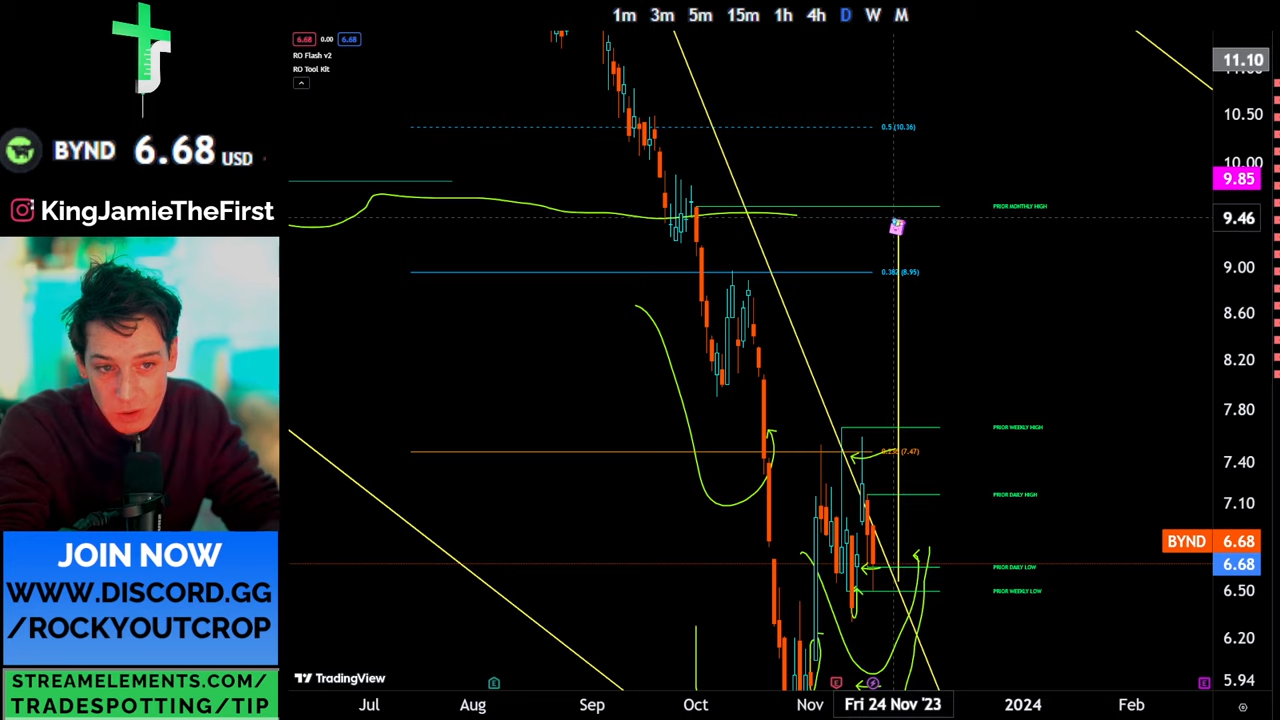 1m 3m 5m 15m 1h 4h D W M
6.68 0.00 6.68
RO Flash v2
RO Tool Kit
BYND 6.68 USD
KingJamieTheFirst
JOIN NOW
WWW.DISCORD.GG
/ROCKYOUTCROP
STREAMELEMENTS.COM/
TRADESPOTTING/TIP
0.5 (10.36)
PRIOR MONTHLY HIGH
0.382 (8.95)
PRIOR WEEKLY HIGH
0.236 (7.47)
PRIOR DAILY HIGH
PRIOR DAILY LOW
PRIOR WEEKLY LOW
11.10
10.50
10.00
9.85
9.46
9.00
8.60
8.20
7.80
7.40
7.10
BYND 6.68
6.68
6.50
6.20
5.94
TradingView
E
E
E
Jul Aug Sep Oct Nov Fri 24 Nov '23 2024 Feb